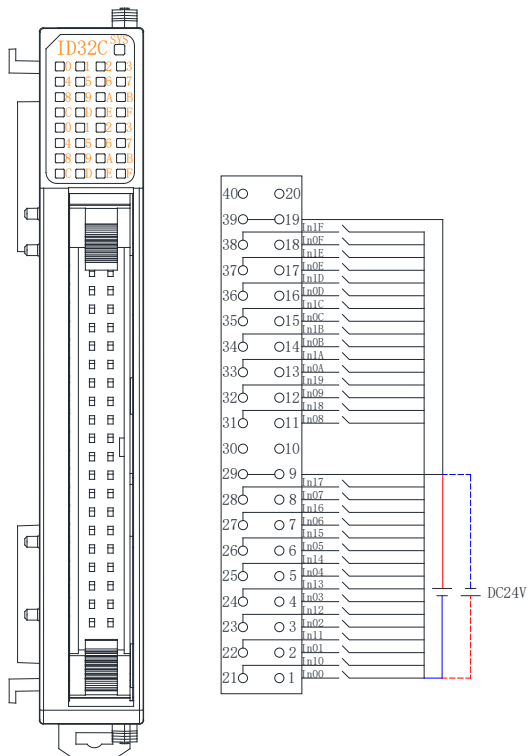 ID32C SYS
0 1 2 3
4 5 6 7
8 9 A B
C D E F
0 1 2 3
4 5 6 7
8 9 A B
C D E F
40 20
39 19
In1F
38 18 In0F
In1E
37 17 In0E
In1D
36 16 In0D
In1C
35 15 In0C
In1B
34 14 In0B
In1A
33 13 In0A
In19
32 12 In09
In18
31 11 In08
30 10
29 9
In17
28 8 In07
In16
27 7 In06
In15
26 6 In05
In14
25 5 In04
In13
24 4 In03
In12
23 3 In02
In11
22 2 In01
In10
21 1 In00
DC24V